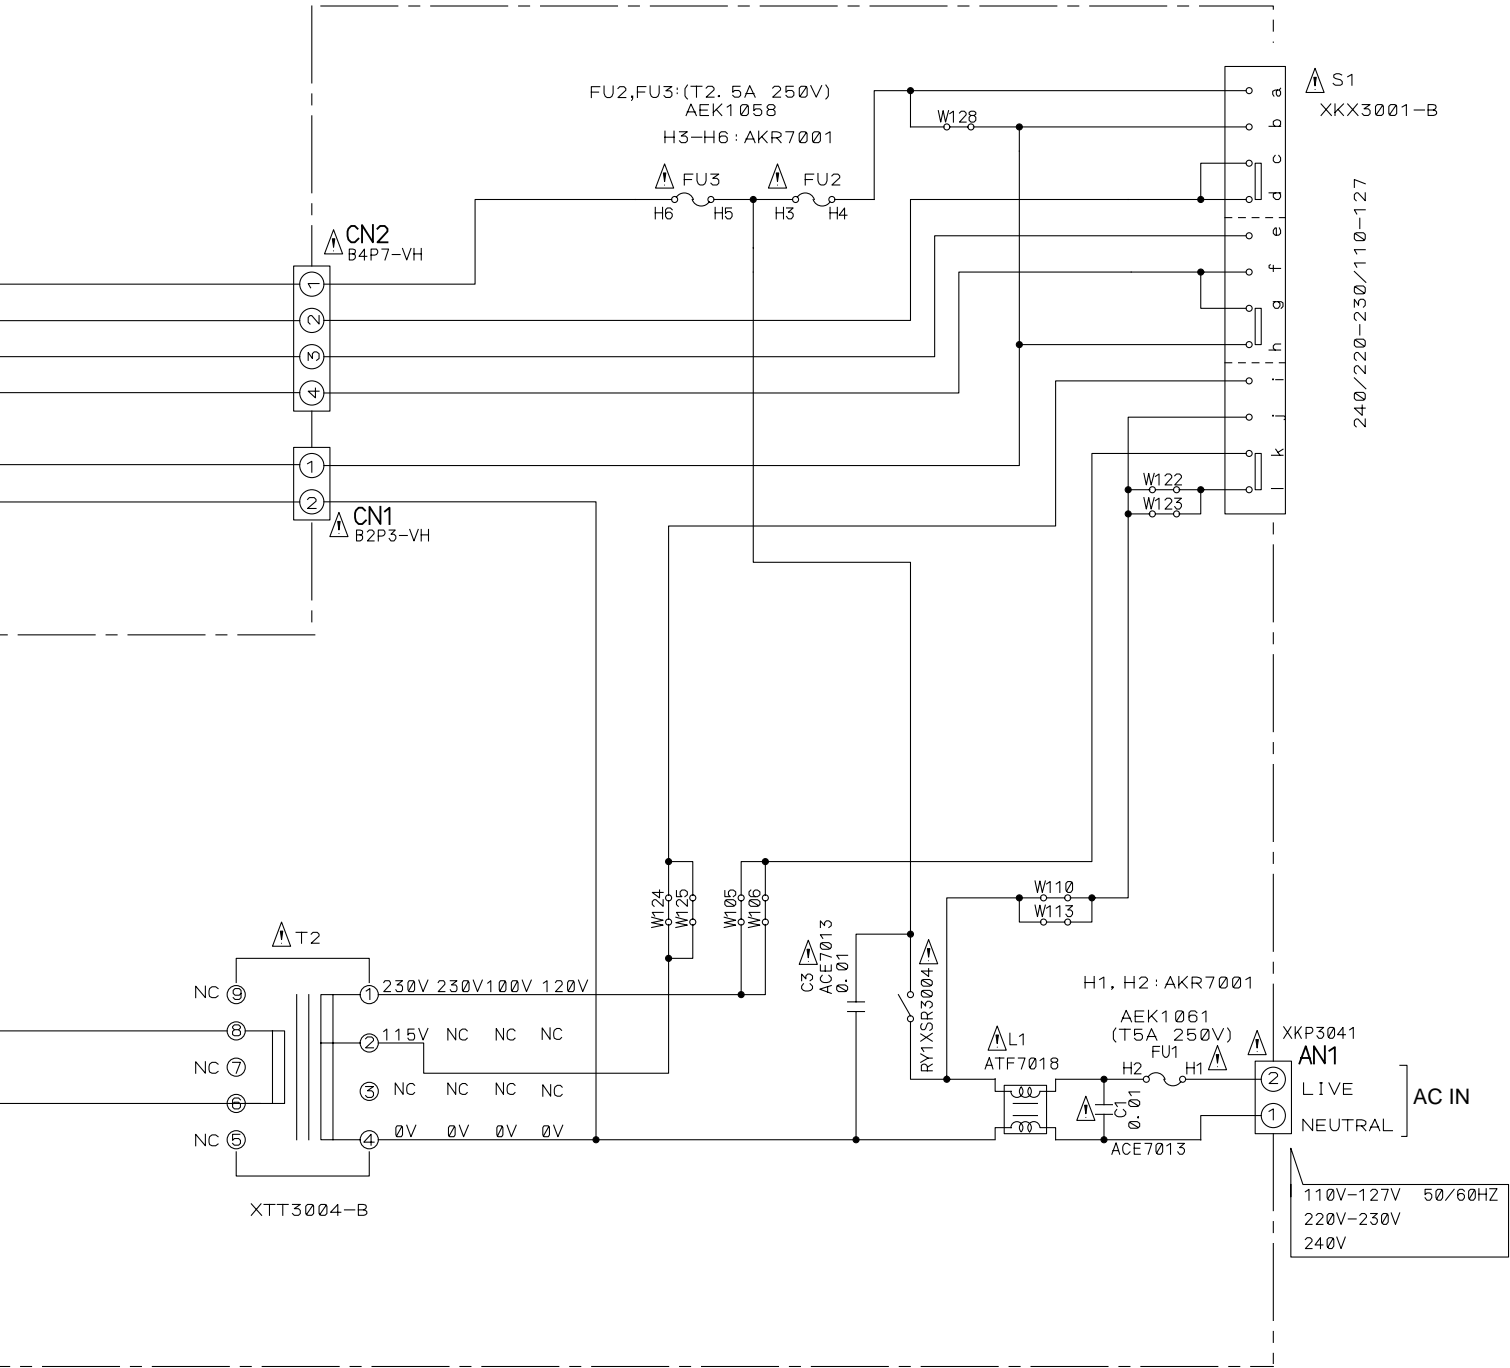 FU2,FU3:(T2. 5A 250V)
AEK1058
H3-H6:AKR7001
FU3
FU2
H6
H5
H3
H4
W128
S1
XKX3001-B
a
b
c
d
e
f
g
h
i
j
k
l
240/220-230/110-127
CN2
B4P7-VH
1
2
3
4
1
2
CN1
B2P3-VH
W122
W123
W124
W125
W105
W106
W110
W113
T2
NC 9
8
NC 7
6
NC 5
1 230V 230V 100V 120V
2 115V NC NC NC
3 NC NC NC NC
4 0V 0V 0V 0V
XTT3004-B
C3
ACE7013
0.01
RY1XSR3004
L1
ATF7018
H1, H2:AKR7001
AEK1061
(T5A 250V)
FU1
H2
H1
C1
0.01
ACE7013
XKP3041
AN1
2 LIVE
1 NEUTRAL
AC IN
110V-127V 50/60HZ
220V-230V
240V